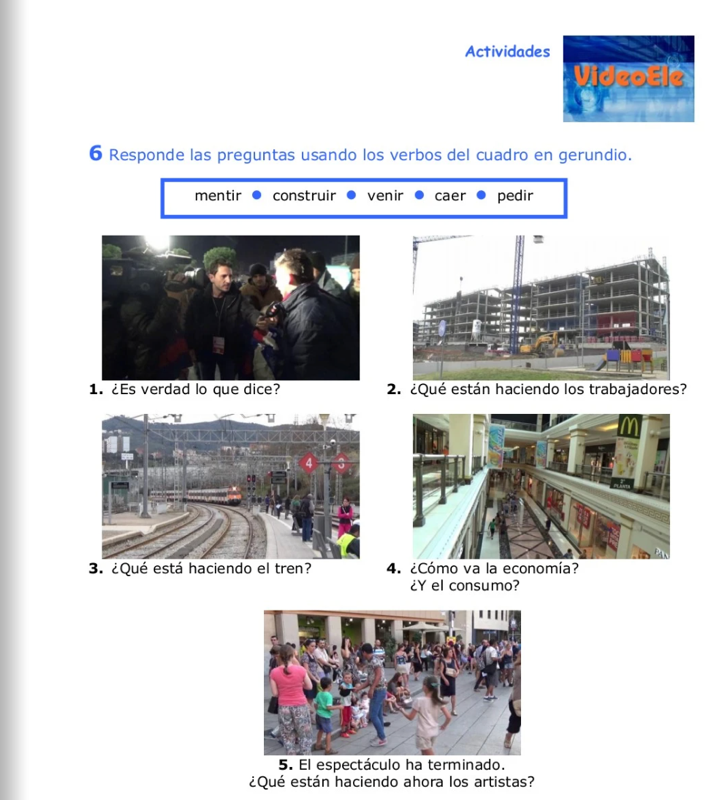 Actividades
VideoEle
6 Responde las preguntas usando los verbos del cuadro en gerundio.
mentir • construir • venir • caer • pedir
1. ¿Es verdad lo que dice?
2. ¿Qué están haciendo los trabajadores?
4
3
3. ¿Qué está haciendo el tren?
M
PLANTA
4. ¿Cómo va la economía?
¿Y el consumo?
5. El espectáculo ha terminado.
¿Qué están haciendo ahora los artistas?